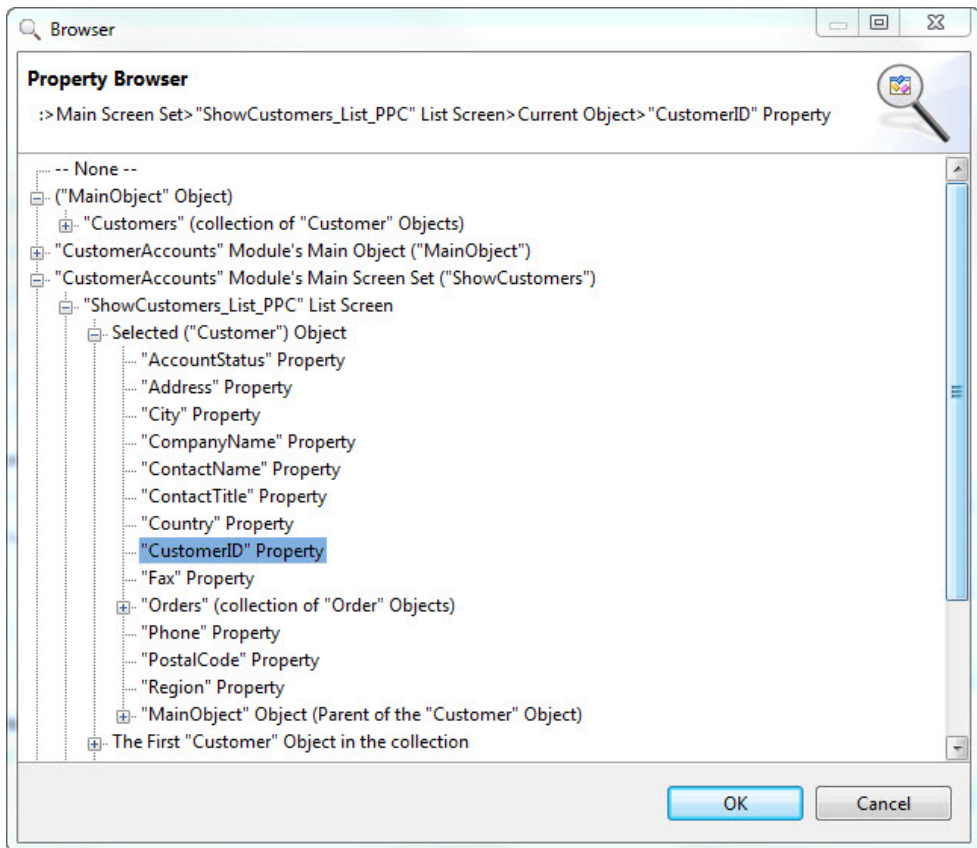 Browser
Property Browser
:>Main Screen Set>"ShowCustomers_List_PPC" List Screen>Current Object>"CustomerID" Property
-- None --
("MainObject" Object)
"Customers" (collection of "Customer" Objects)
"CustomerAccounts" Module's Main Object ("MainObject")
"CustomerAccounts" Module's Main Screen Set ("ShowCustomers")
"ShowCustomers_List_PPC" List Screen
Selected ("Customer") Object
"AccountStatus" Property
"Address" Property
"City" Property
"CompanyName" Property
"ContactName" Property
"ContactTitle" Property
"Country" Property
"CustomerID" Property
"Fax" Property
"Orders" (collection of "Order" Objects)
"Phone" Property
"PostalCode" Property
"Region" Property
"MainObject" Object (Parent of the "Customer" Object)
The First "Customer" Object in the collection
OK Cancel